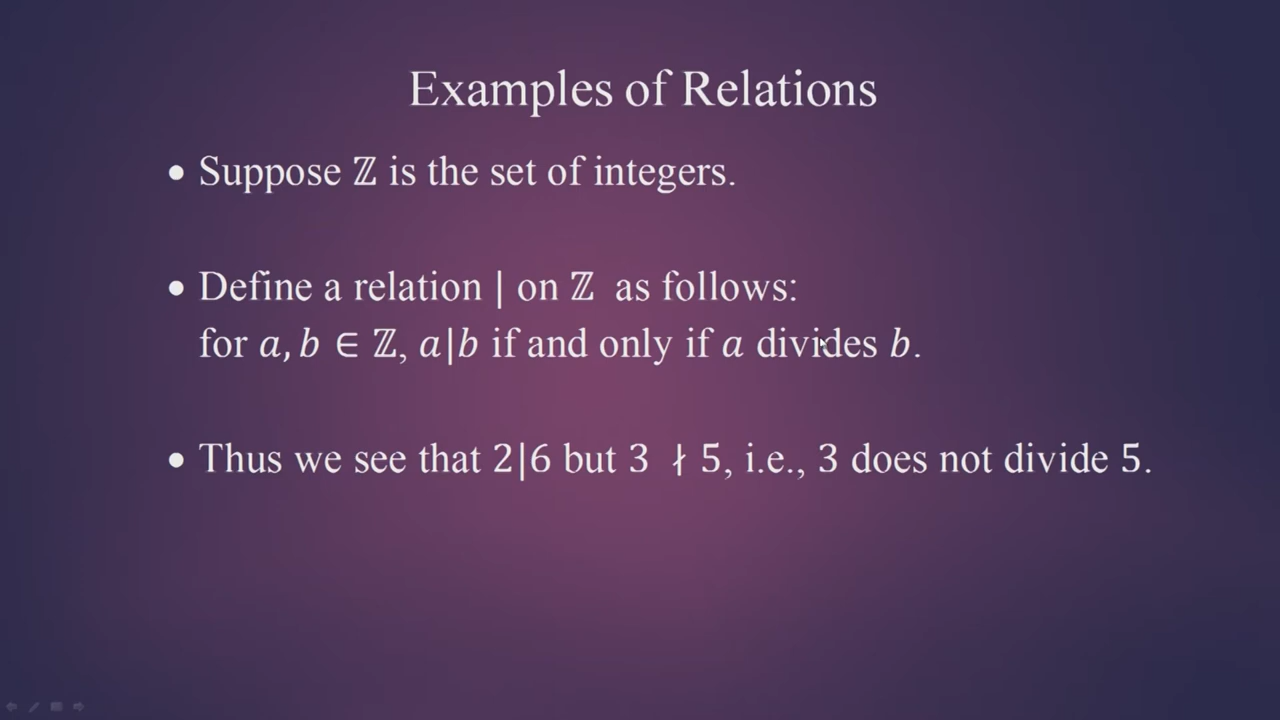 Examples of Relations
• Suppose ℤ is the set of integers.
• Define a relation | on ℤ as follows:
for a, b ∈ ℤ, a|b if and only if a divides b.
• Thus we see that 2|6 but 3 ∤ 5, i.e., 3 does not divide 5.